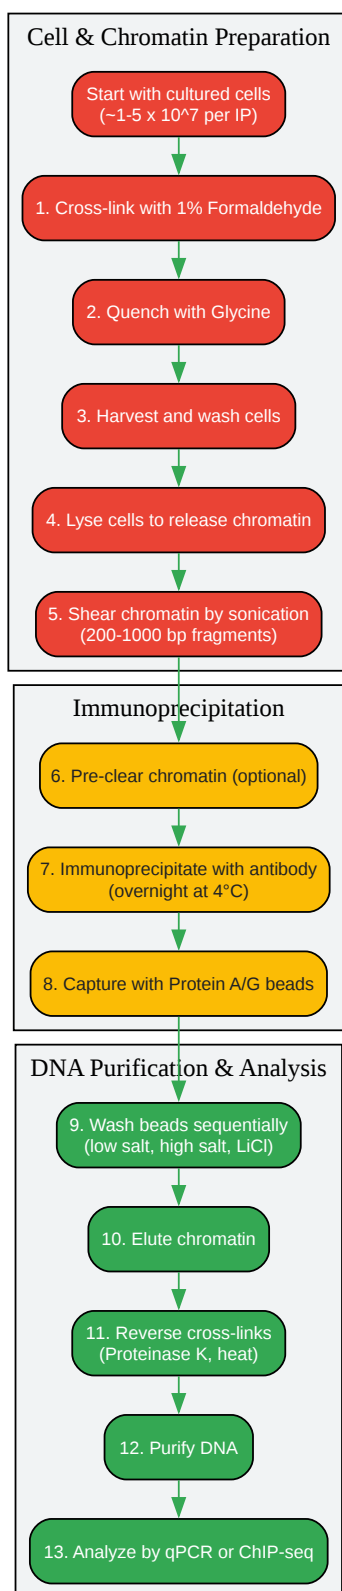 Cell & Chromatin Preparation
Start with cultured cells
(~1-5 x 10^7 per IP)
1. Cross-link with 1% Formaldehyde
2. Quench with Glycine
3. Harvest and wash cells
4. Lyse cells to release chromatin
5. Shear chromatin by sonication
(200-1000 bp fragments)
Immunoprecipitation
6. Pre-clear chromatin (optional)
7. Immunoprecipitate with antibody
(overnight at 4°C)
8. Capture with Protein A/G beads
DNA Purification & Analysis
9. Wash beads sequentially
(low salt, high salt, LiCl)
10. Elute chromatin
11. Reverse cross-links
(Proteinase K, heat)
12. Purify DNA
13. Analyze by qPCR or ChIP-seq